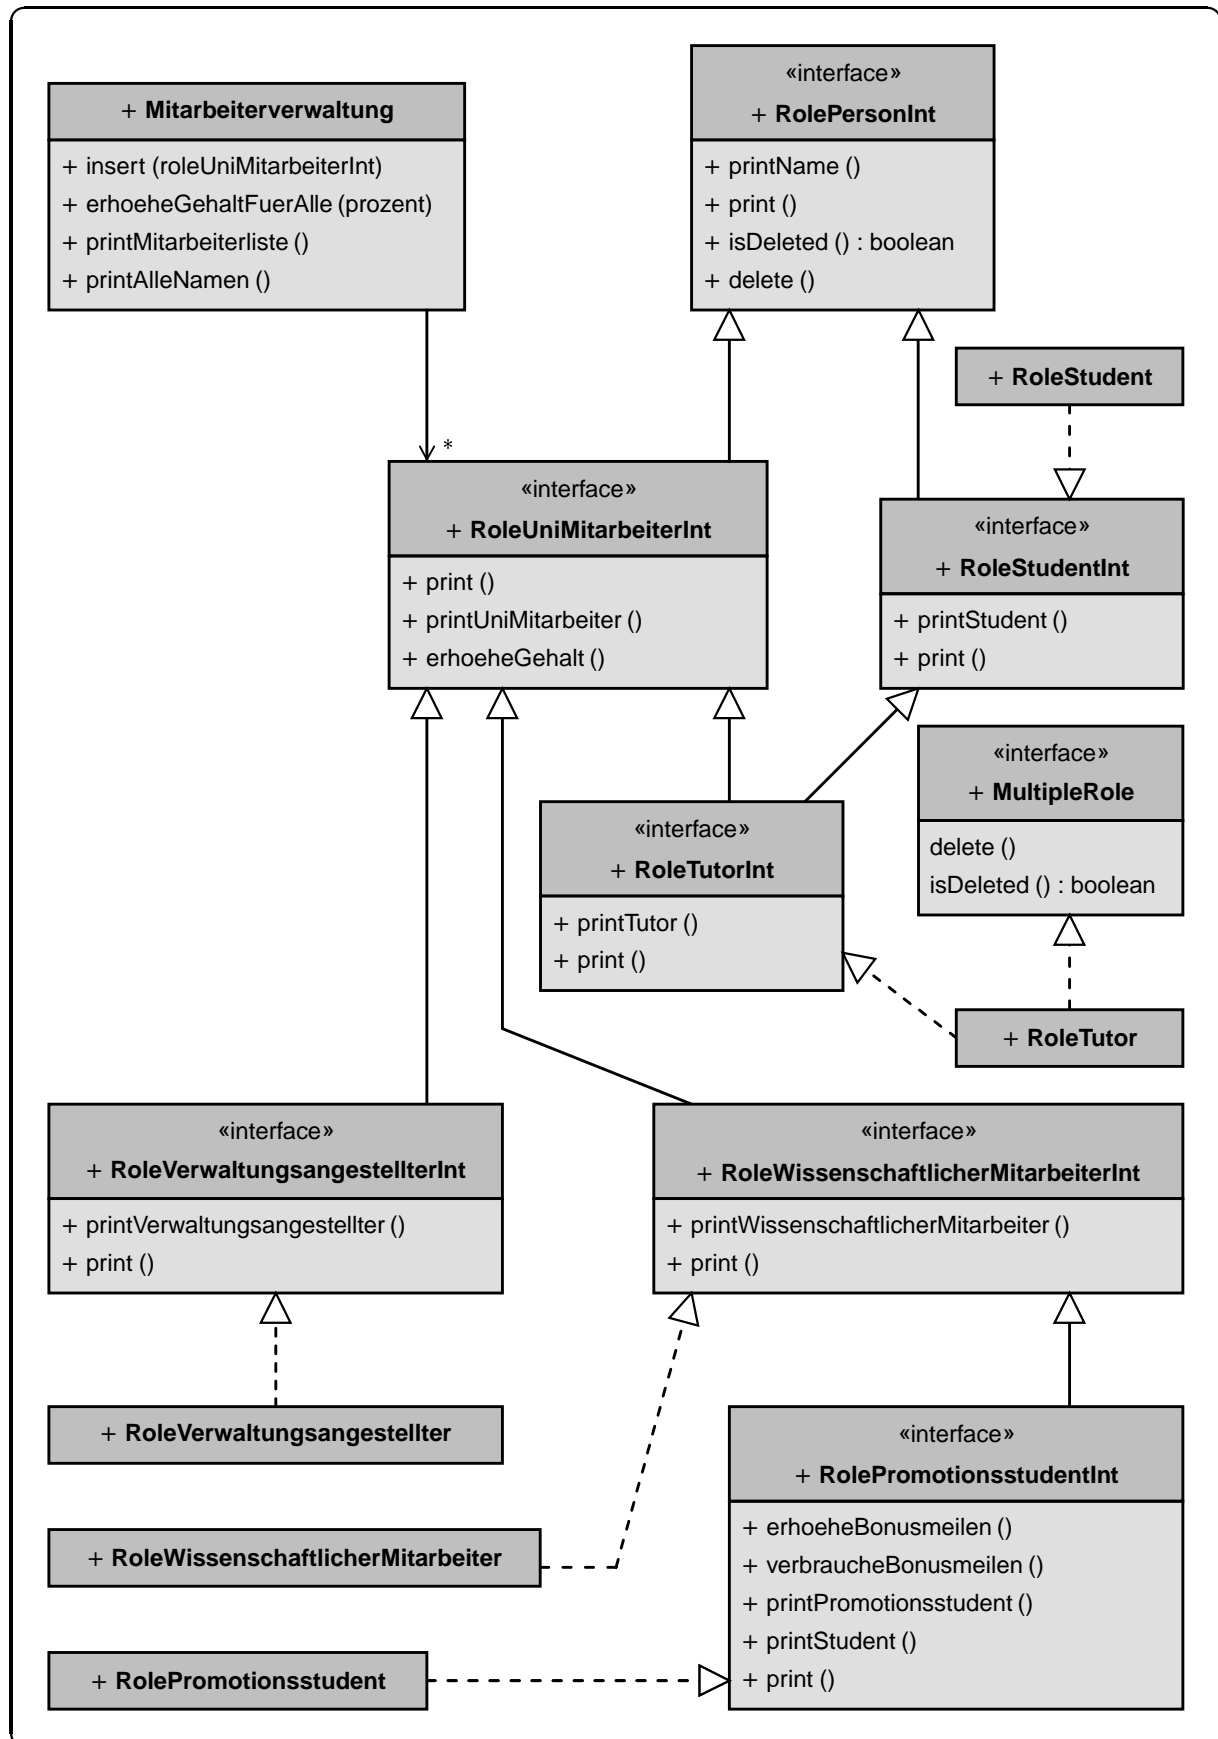 + Mitarbeiterverwaltung
+ insert (roleUniMitarbeiterInt)
+ erhoeheGehaltFuerAlle (prozent)
+ printMitarbeiterliste ()
+ printAlleNamen ()
«interface»
+ RolePersonInt
+ printName ()
+ print ()
+ isDeleted () : boolean
+ delete ()
+ RoleStudent
*
«interface»
+ RoleUniMitarbeiterInt
+ print ()
+ printUniMitarbeiter ()
+ erhoeheGehalt ()
«interface»
+ RoleStudentInt
+ printStudent ()
+ print ()
«interface»
+ MultipleRole
delete ()
isDeleted () : boolean
«interface»
+ RoleTutorInt
+ printTutor ()
+ print ()
+ RoleTutor
«interface»
+ RoleVerwaltungsangestellterInt
+ printVerwaltungsangestellter ()
+ print ()
«interface»
+ RoleWissenschaftlicherMitarbeiterInt
+ printWissenschaftlicherMitarbeiter ()
+ print ()
+ RoleVerwaltungsangestellter
+ RoleWissenschaftlicherMitarbeiter
+ RolePromotionsstudent
«interface»
+ RolePromotionsstudentInt
+ erhoeheBonusmeilen ()
+ verbraucheBonusmeilen ()
+ printPromotionsstudent ()
+ printStudent ()
+ print ()